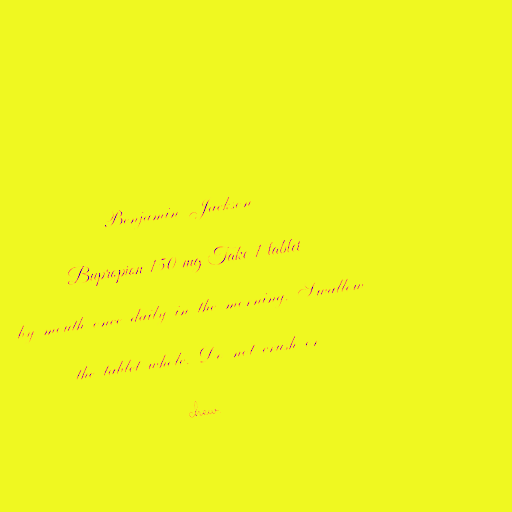 Benjamin Jackson
Bupropion 150 mg Take 1 tablet
by mouth once daily in the morning. Swallow
the tablet whole. Do not crush or
chew.